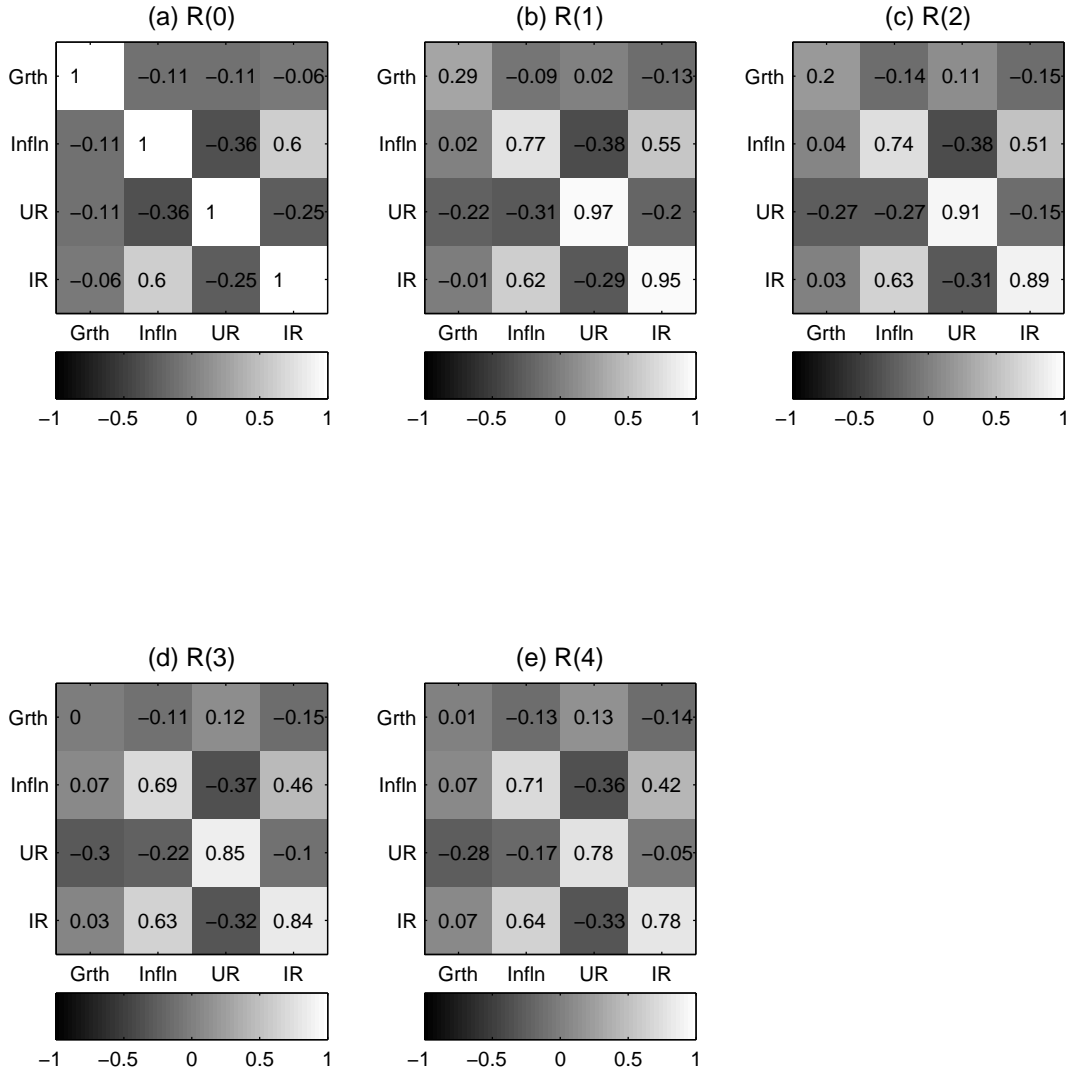 (a) R(0)
Grth 1 −0.11 −0.11 −0.06
Infln −0.11 1 −0.36 0.6
UR −0.11 −0.36 1 −0.25
IR −0.06 0.6 −0.25 1
Grth Infln UR IR
−1 −0.5 0 0.5 1
(b) R(1)
Grth 0.29 −0.09 0.02 −0.13
Infln 0.02 0.77 −0.38 0.55
UR −0.22 −0.31 0.97 −0.2
IR −0.01 0.62 −0.29 0.95
Grth Infln UR IR
−1 −0.5 0 0.5 1
(c) R(2)
Grth 0.2 −0.14 0.11 −0.15
Infln 0.04 0.74 −0.38 0.51
UR −0.27 −0.27 0.91 −0.15
IR 0.03 0.63 −0.31 0.89
Grth Infln UR IR
−1 −0.5 0 0.5 1
(d) R(3)
Grth 0 −0.11 0.12 −0.15
Infln 0.07 0.69 −0.37 0.46
UR −0.3 −0.22 0.85 −0.1
IR 0.03 0.63 −0.32 0.84
Grth Infln UR IR
−1 −0.5 0 0.5 1
(e) R(4)
Grth 0.01 −0.13 0.13 −0.14
Infln 0.07 0.71 −0.36 0.42
UR −0.28 −0.17 0.78 −0.05
IR 0.07 0.64 −0.33 0.78
Grth Infln UR IR
−1 −0.5 0 0.5 1